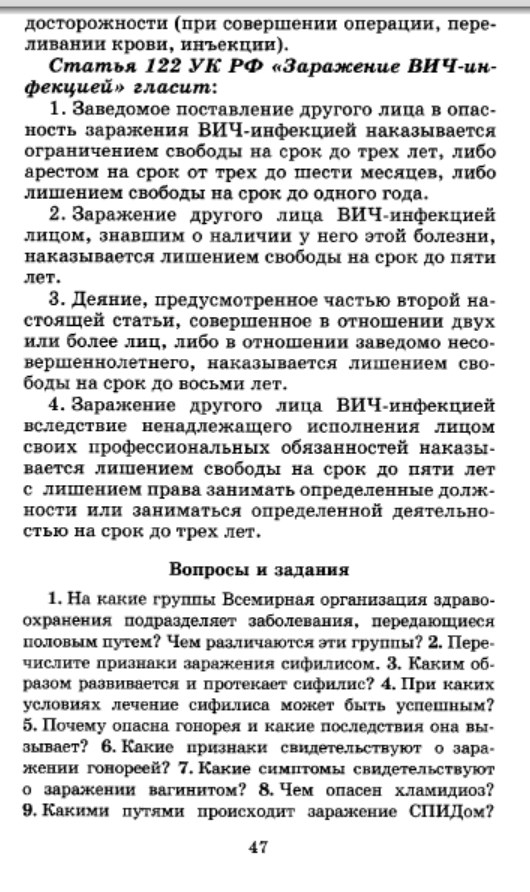 досторожности (при совершении операции, пере-
ливании крови, инъекции).
Статья 122 УК РФ «Заражение ВИЧ-ин-
фекцией» гласит:
1. Заведомое поставление другого лица в опас-
ность заражения ВИЧ-инфекцией наказывается
ограничением свободы на срок до трех лет, либо
арестом на срок от трех до шести месяцев, либо
лишением свободы на срок до одного года.
2. Заражение другого лица ВИЧ-инфекцией
лицом, знавшим о наличии у него этой болезни,
наказывается лишением свободы на срок до пяти
лет.
3. Деяние, предусмотренное частью второй на-
стоящей статьи, совершенное в отношении двух
или более лиц, либо в отношении заведомо несо-
вершеннолетнего, наказывается лишением сво-
боды на срок до восьми лет.
4. Заражение другого лица ВИЧ-инфекцией
вследствие ненадлежащего исполнения лицом
своих профессиональных обязанностей наказы-
вается лишением свободы на срок до пяти лет
с лишением права занимать определенные долж-
ности или заниматься определенной деятельно-
стью на срок до трех лет.
Вопросы и задания
1. На какие группы Всемирная организация здраво-
охранения подразделяет заболевания, передающиеся
половым путем? Чем различаются эти группы? 2. Пере-
числите признаки заражения сифилисом. 3. Каким об-
разом развивается и протекает сифилис? 4. При каких
условиях лечение сифилиса может быть успешным?
5. Почему опасна гонорея и какие последствия она вы-
зывает? 6. Какие признаки свидетельствуют о зара-
жении гонореей? 7. Какие симптомы свидетельствуют
о заражении вагинитом? 8. Чем опасен хламидиоз?
9. Какими путями происходит заражение СПИДом?
47